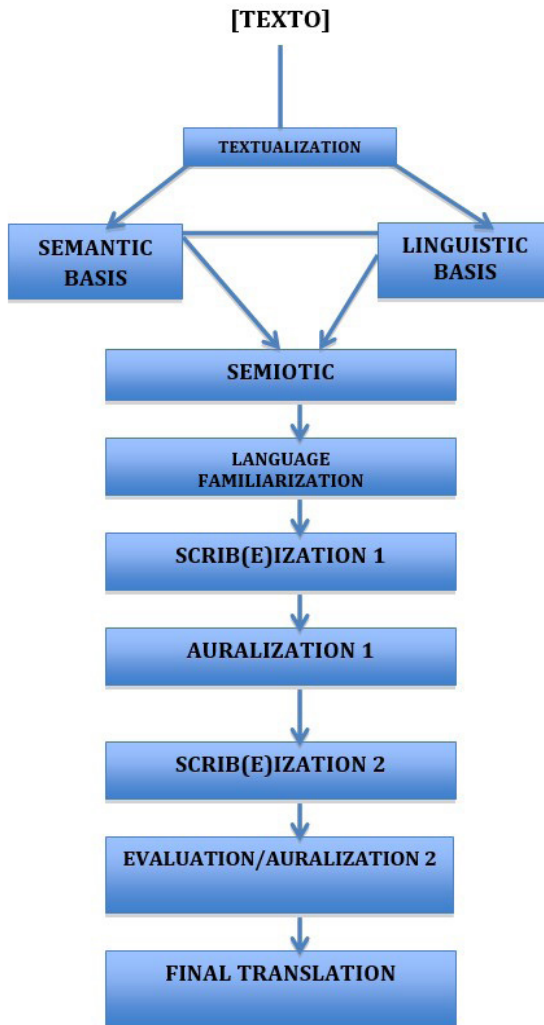 [TEXTO]
TEXTUALIZATION
SEMANTIC
BASIS
LINGUISTIC
BASIS
SEMIOTIC
LANGUAGE
FAMILIARIZATION
SCRIB(E)IZATION 1
AURALIZATION 1
SCRIB(E)IZATION 2
EVALUATION/AURALIZATION 2
FINAL TRANSLATION